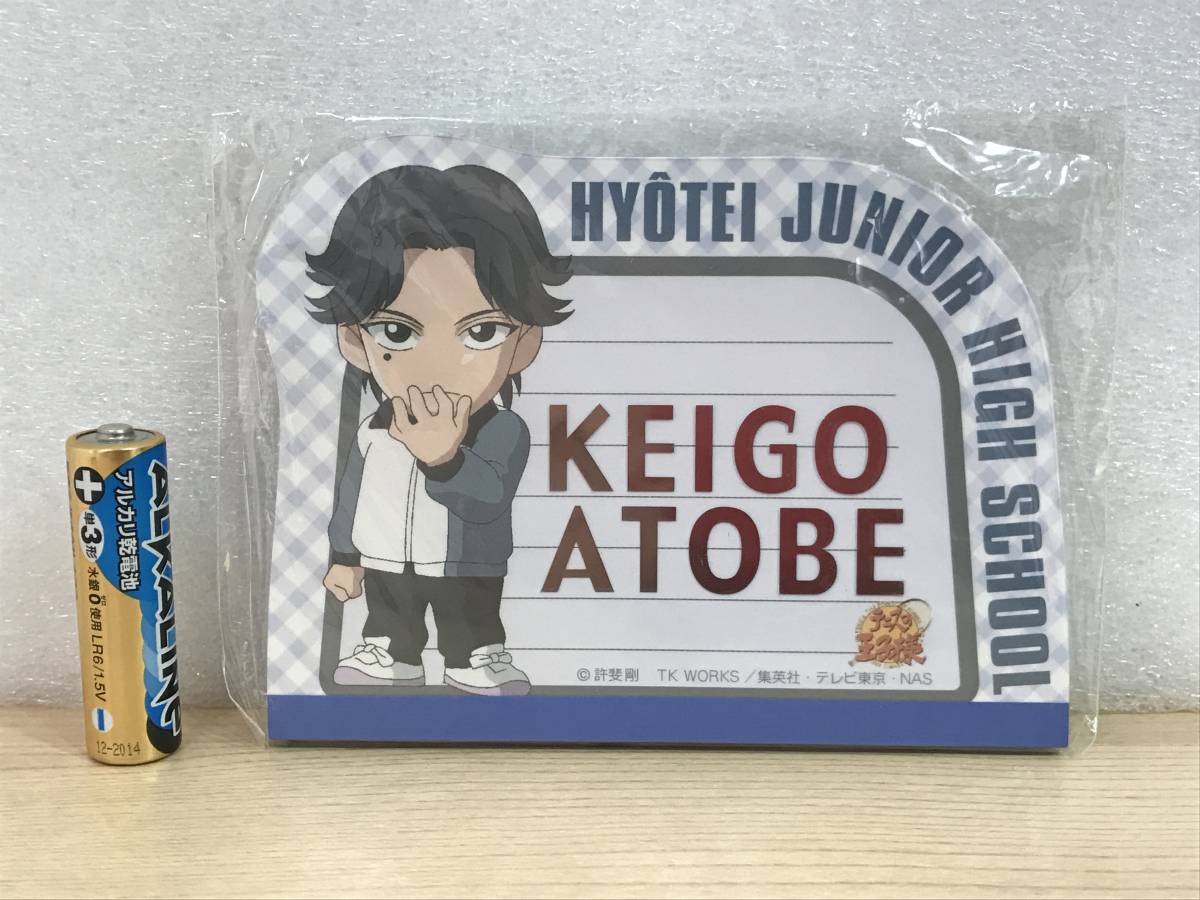 HYÔTEI JUNIOR HIGH SCHOOL
KEIGO
ATOBE
テニスの
王子様
©許斐剛 TK WORKS／集英社・テレビ東京・NAS
ALKALINE
アルカリ乾電池
単3形
水銀0使用 LR6/1.5V
ゼロ
12-2014